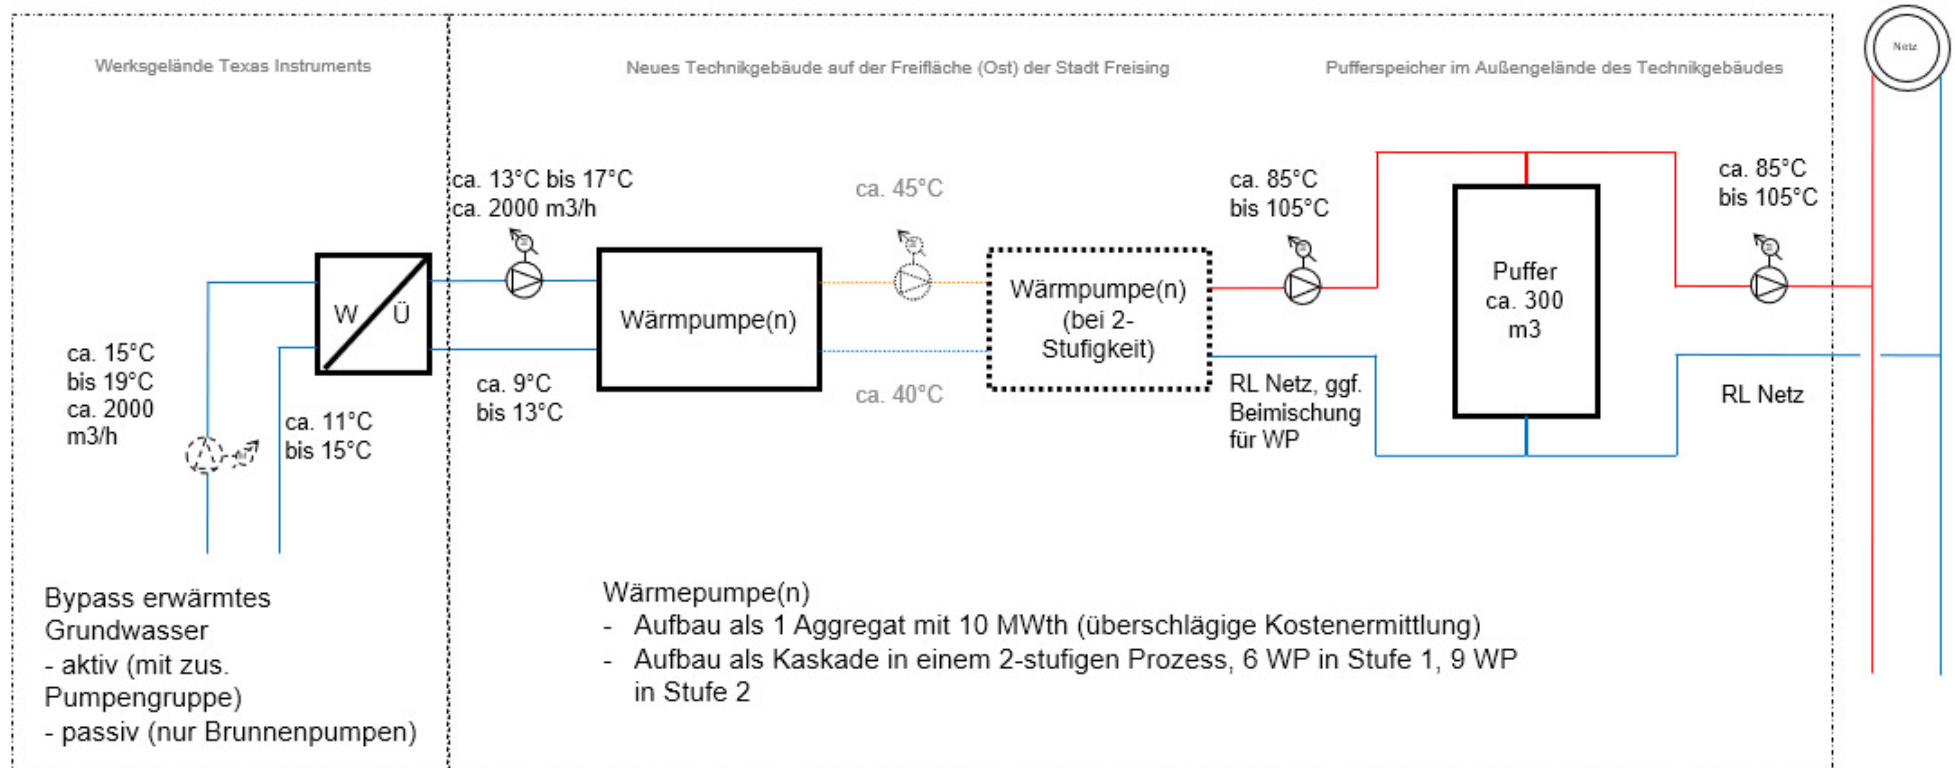 Werksgelände Texas Instruments
Neues Technikgebäude auf der Freifläche (Ost) der Stadt Freising
Pufferspeicher im Außengelände des Technikgebäudes
Netz
ca. 15°C
bis 19°C
ca. 2000
m3/h
ca. 11°C
bis 15°C
W
Ü
ca. 13°C bis 17°C
ca. 2000 m3/h
ca. 9°C
bis 13°C
Wärmpumpe(n)
ca. 45°C
ca. 40°C
Wärmpumpe(n)
(bei 2-
Stufigkeit)
ca. 85°C
bis 105°C
RL Netz, ggf.
Beimischung
für WP
Puffer
ca. 300
m3
ca. 85°C
bis 105°C
RL Netz
Bypass erwärmtes
Grundwasser
- aktiv (mit zus.
Pumpengruppe)
- passiv (nur Brunnenpumpen)
Wärmepumpe(n)
- Aufbau als 1 Aggregat mit 10 MWth (überschlägige Kostenermittlung)
- Aufbau als Kaskade in einem 2-stufigen Prozess, 6 WP in Stufe 1, 9 WP
in Stufe 2